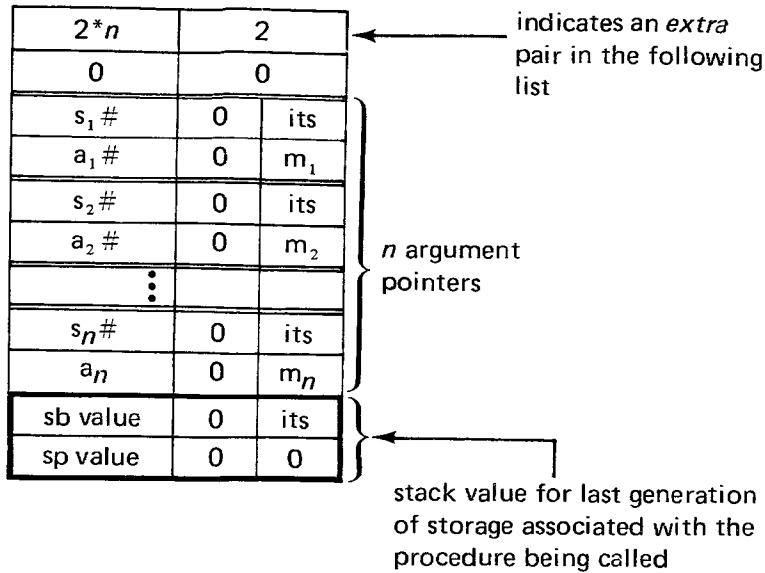 2*n 2
indicates an extra
pair in the following
list
0 0
s₁# 0 its
a₁# 0 m₁
s₂# 0 its
a₂# 0 m₂
⋮
n argument
pointers
sn# 0 its
an 0 mn
sb value 0 its
sp value 0 0
stack value for last generation
of storage associated with the
procedure being called